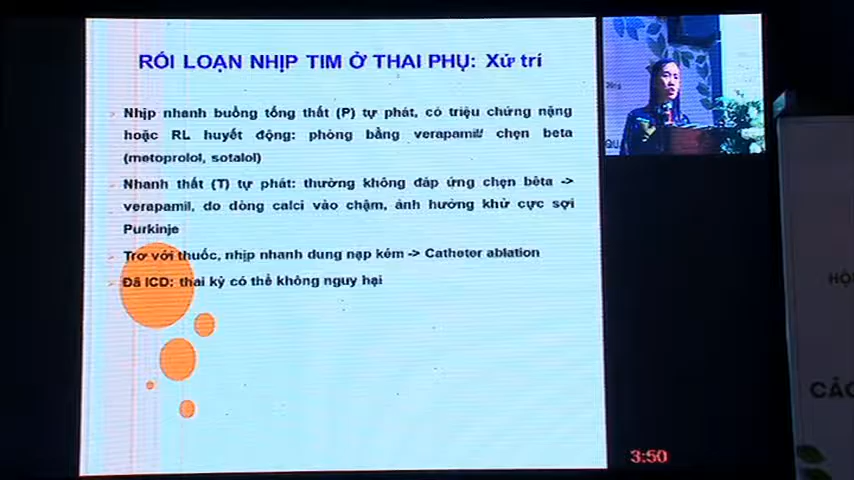 RỐI LOẠN NHỊP TIM Ở THAI PHỤ: Xử trí
Nhịp nhanh buồng tống thất (P) tự phát, có triệu chứng nặng
hoặc RL huyết động: phòng bằng verapamil/ chẹn beta
(metoprolol, sotalol)
Nhanh thất (T) tự phát: thường không đáp ứng chẹn bêta ->
verapamil, do dòng calci vào chậm, ảnh hưởng khử cực sợi
Purkinje
Trơ với thuốc, nhịp nhanh dung nạp kém -> Catheter ablation
Đã ICD: thai kỳ có thể không nguy hại
3:50
HỘI
CÁC